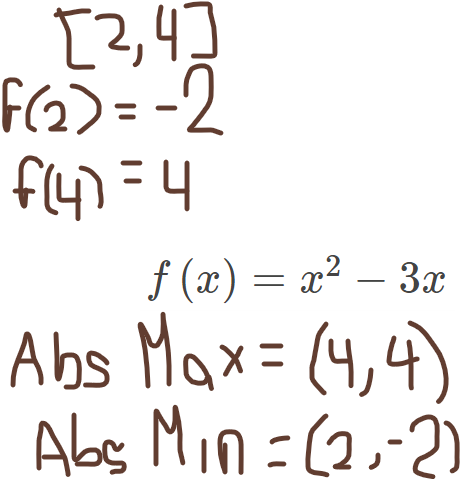 [2, 4]
f(2) = -2
f(4) = 4
f(x) = x² − 3x
Abs Max = (4, 4)
Abs Min = (2, -2)